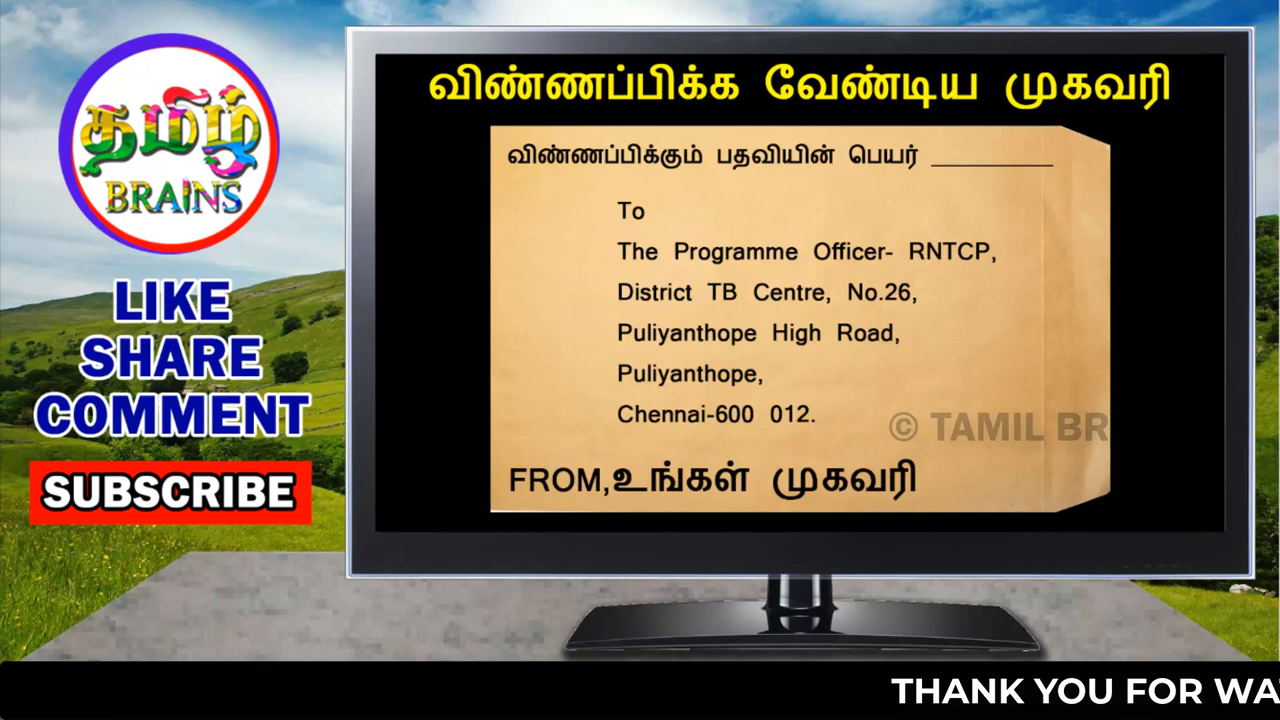 தமிழ்
BRAINS
LIKE
SHARE
COMMENT
SUBSCRIBE
விண்ணப்பிக்க வேண்டிய முகவரி
விண்ணப்பிக்கும் பதவியின் பெயர் __________
To
The Programme Officer- RNTCP,
District TB Centre, No.26,
Puliyanthope High Road,
Puliyanthope,
Chennai-600 012.
© TAMIL BR
FROM,உங்கள் முகவரி
THANK YOU FOR WA